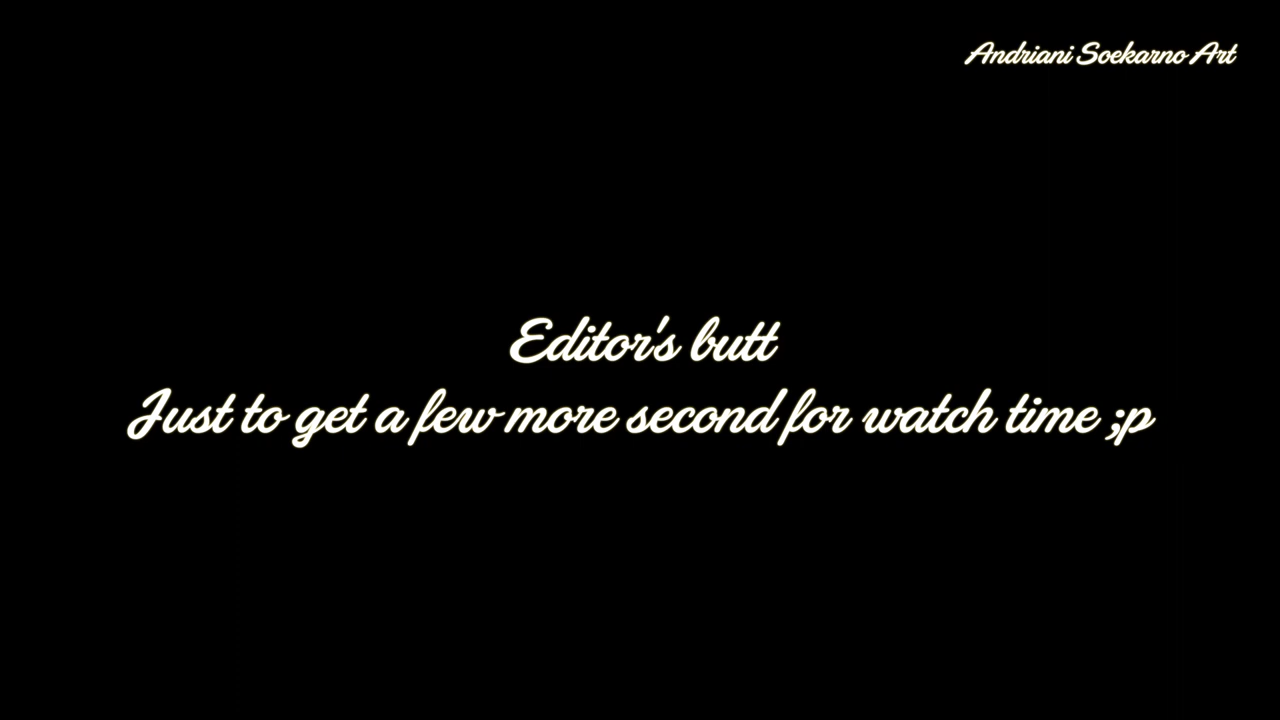 Andriani Soekarno Art
Editor's butt
Just to get a few more second for watch time ;p